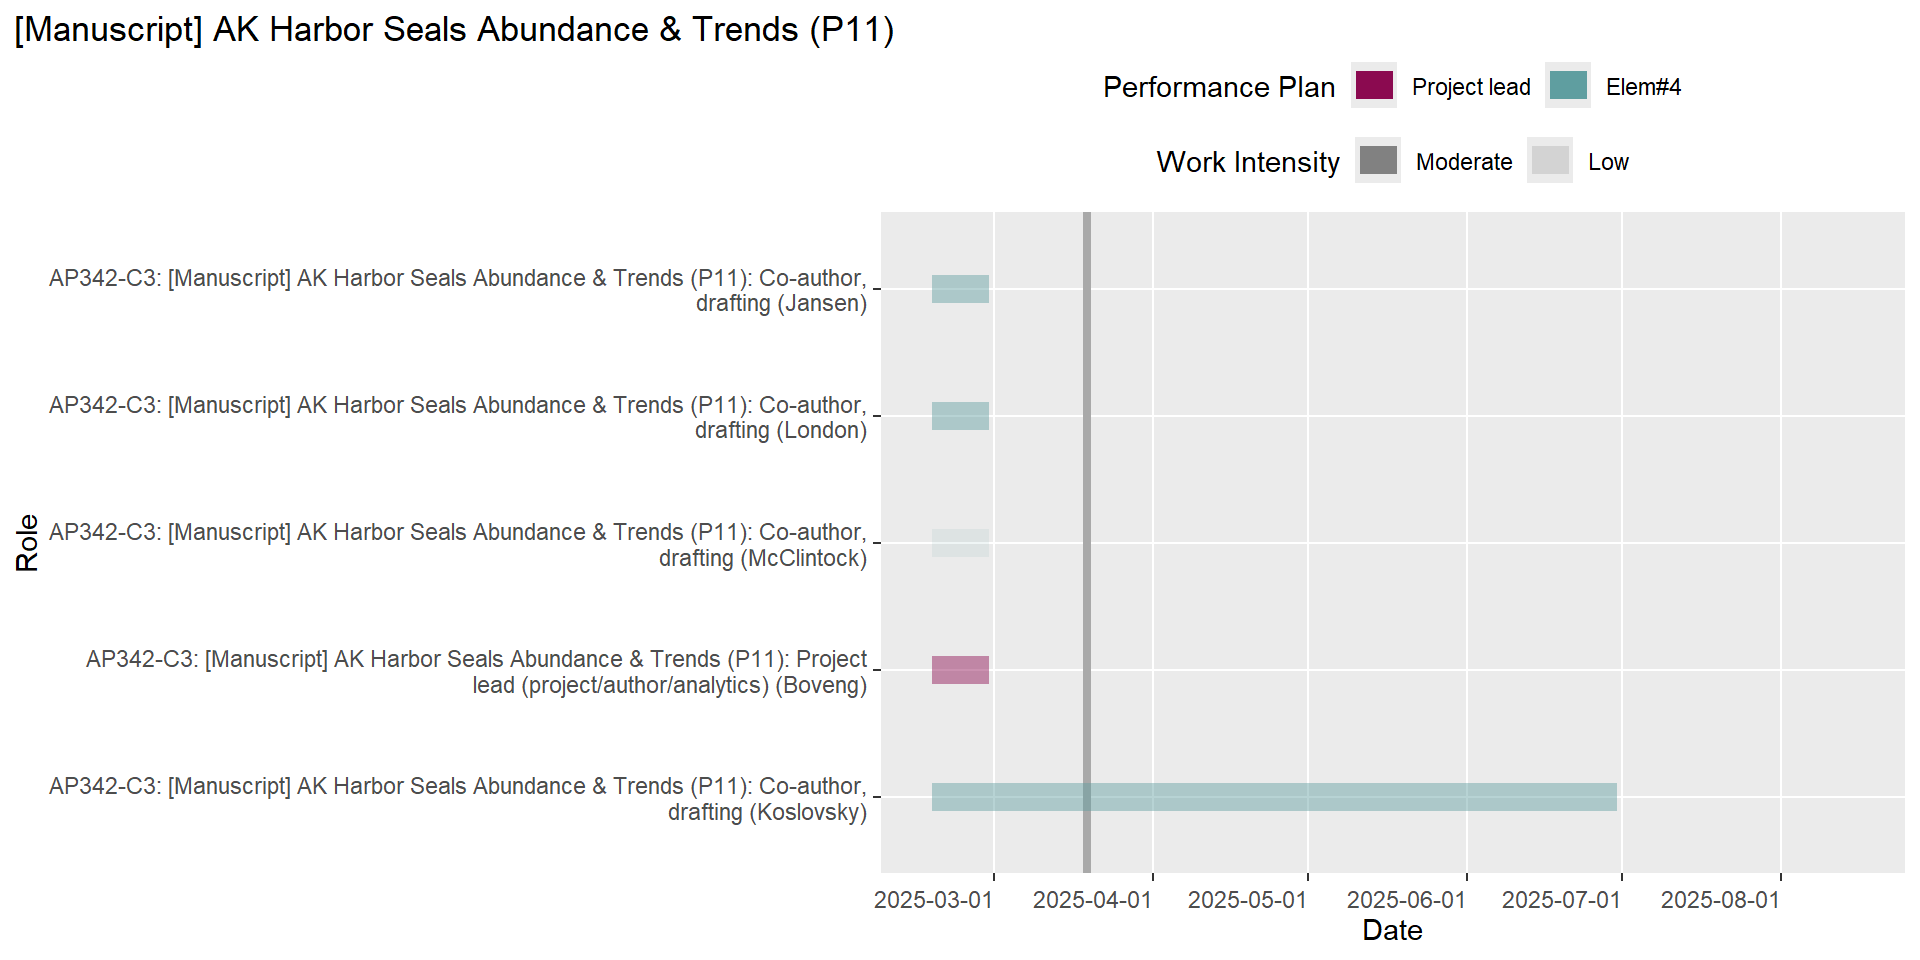 [Manuscript] AK Harbor Seals Abundance & Trends (P11)
Performance Plan Project lead Elem#4
Work Intensity Moderate Low
AP342-C3: [Manuscript] AK Harbor Seals Abundance & Trends (P11): Co-author,
drafting (Jansen)
AP342-C3: [Manuscript] AK Harbor Seals Abundance & Trends (P11): Co-author,
drafting (London)
Role
AP342-C3: [Manuscript] AK Harbor Seals Abundance & Trends (P11): Co-author,
drafting (McClintock)
AP342-C3: [Manuscript] AK Harbor Seals Abundance & Trends (P11): Project
lead (project/author/analytics) (Boveng)
AP342-C3: [Manuscript] AK Harbor Seals Abundance & Trends (P11): Co-author,
drafting (Koslovsky)
2025-03-01 2025-04-01 2025-05-01 2025-06-01 2025-07-01 2025-08-01
Date